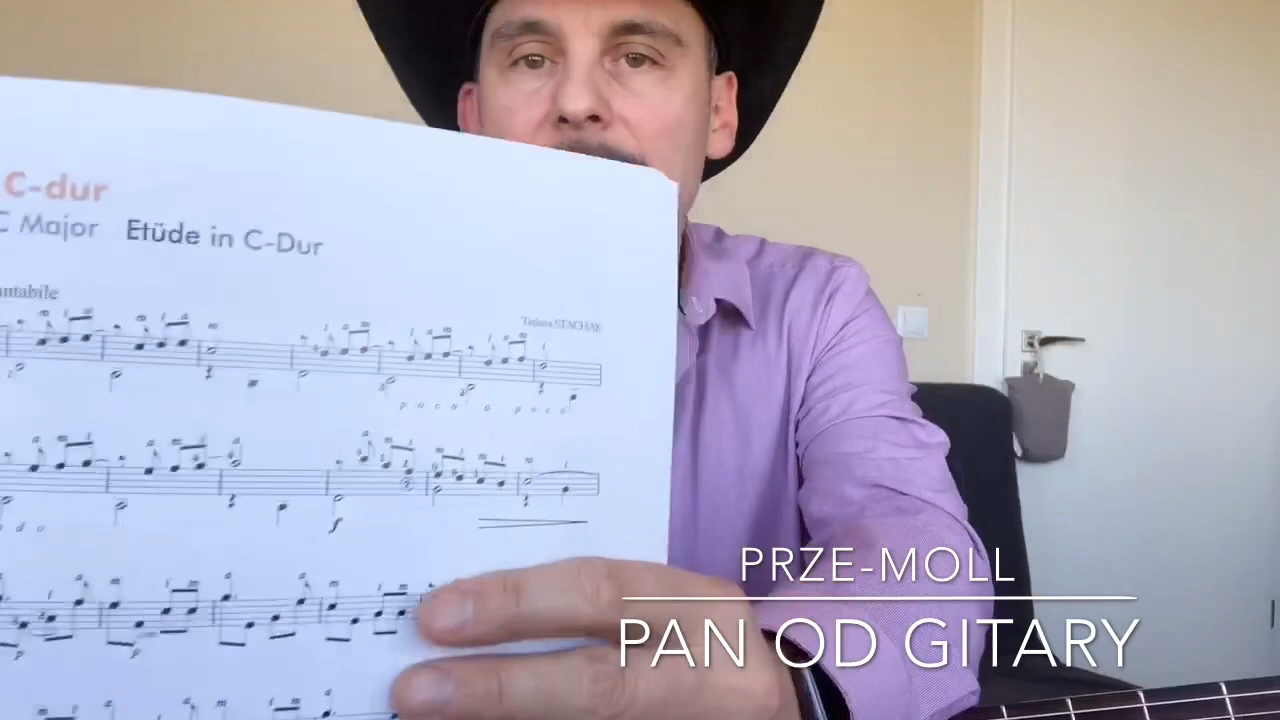 C-dur
C Major Etüde in C-Dur
Tatiana STACHAK
poco a poco
f
PRZE-MOLL
PAN OD GITARY